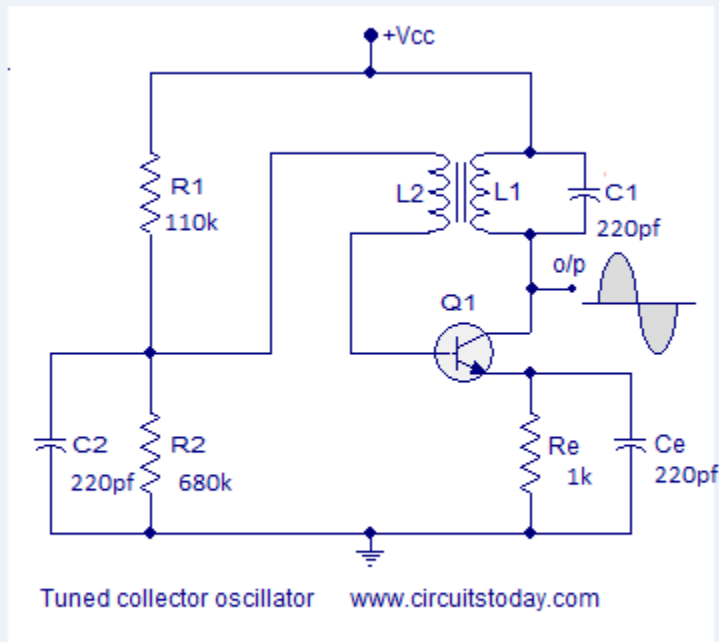 +Vcc
R1
110k
L2
L1
C1
220pf
o/p
Q1
C2
220pf
R2
680k
Re
1k
Ce
220pf
Tuned collector oscillator www.circuitstoday.com